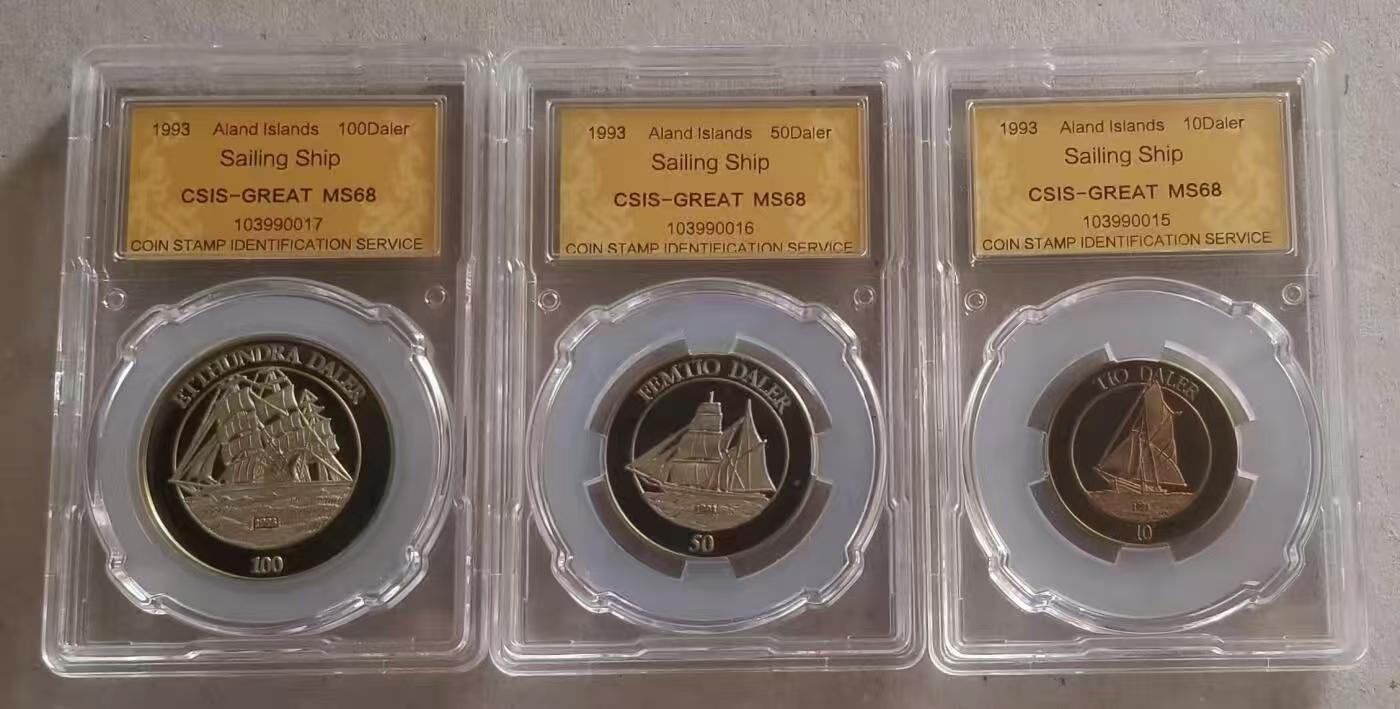 1993 Aland Islands 100Daler
Sailing Ship
CSIS-GREAT MS68
103990017
COIN STAMP IDENTIFICATION SERVICE
ETTHUNDRA DALER
100
1993 Aland Islands 50Daler
Sailing Ship
CSIS-GREAT MS68
103990016
COIN STAMP IDENTIFICATION SERVICE
FEMTIO DALER
50
1993 Aland Islands 10Daler
Sailing Ship
CSIS-GREAT MS68
103990015
COIN STAMP IDENTIFICATION SERVICE
TIO DALER
10